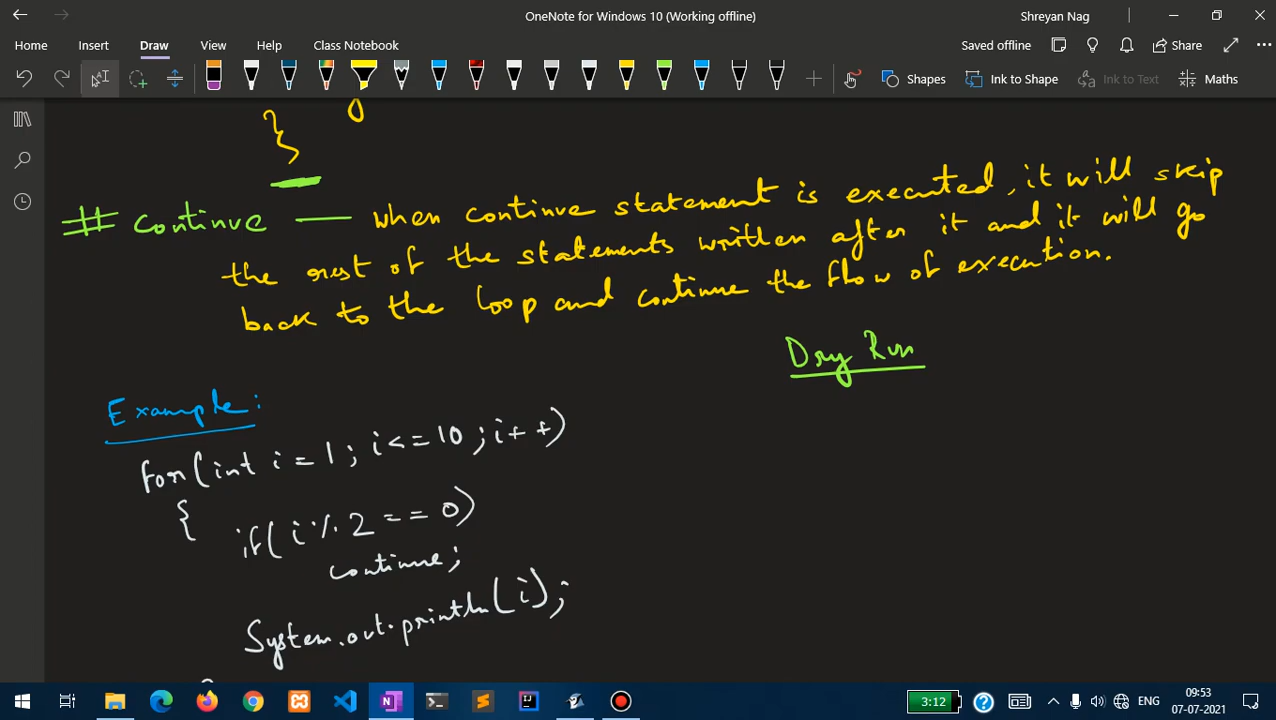 OneNote for Windows 10 (Working offline)
Shreyan Nag
Home Insert Draw View Help Class Notebook
Saved offline
Share
Shapes
Ink to Shape
Ink to Text
Maths
}
## continue — when continue statement is executed, it will skip
the rest of the statements written after it and it will go
back to the loop and continue the flow of execution.
Dry Run
Example:
for(int i=1; i<=10; i++)
{
if(i%2==0)
continue;
System.out.println(i);
3:12
ENG
09:53
07-07-2021